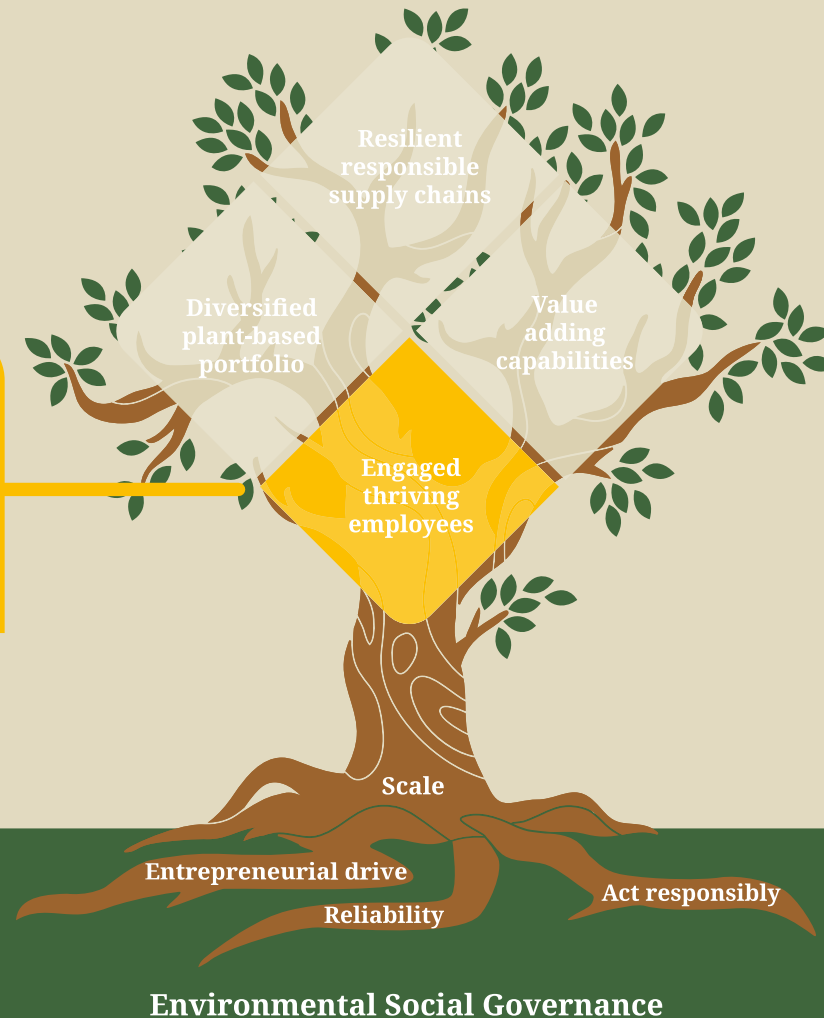 Resilient
responsible
supply chains
Diversified
plant-based
portfolio
Value
adding
capabilities
Engaged
thriving
employees
Scale
Entrepreneurial drive
Act responsibly
Reliability
Environmental Social Governance